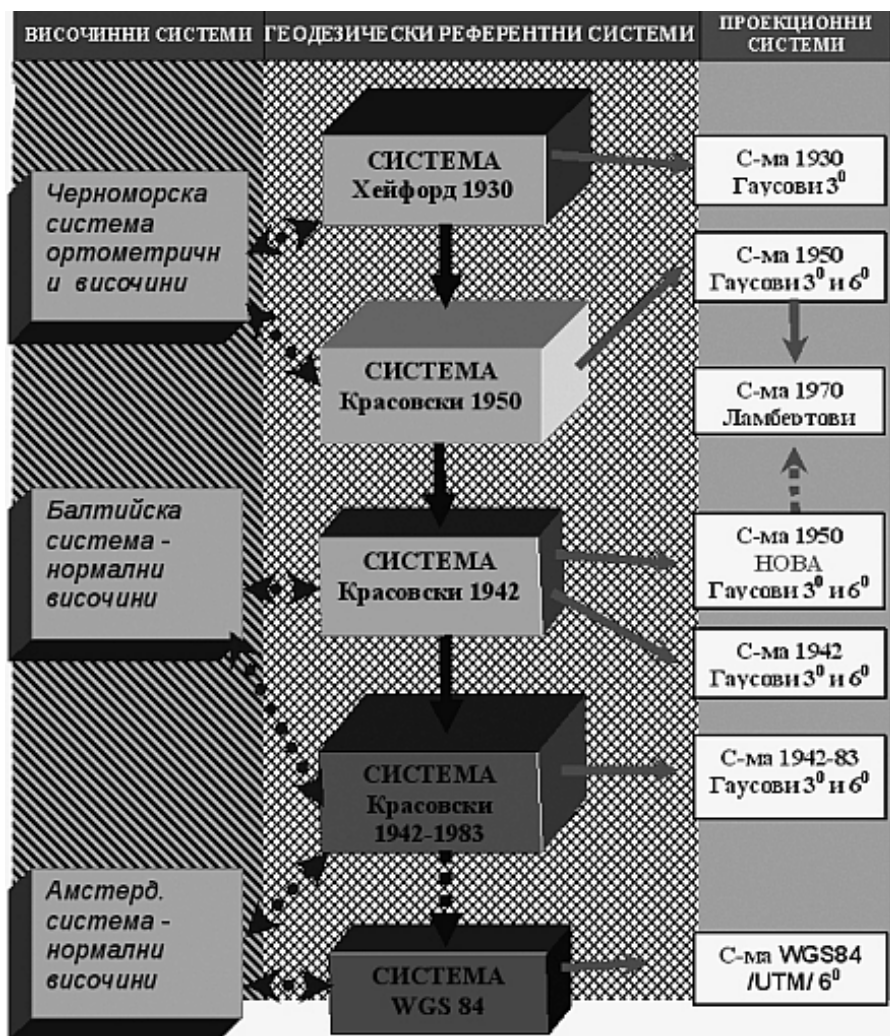 ВИСОЧИННИ СИСТЕМИ
ГЕОДЕЗИЧЕСКИ РЕФЕРЕНТНИ СИСТЕМИ
ПРОЕКЦИОННИ
СИСТЕМИ
Черноморска
система
ортометричн
и височини
Балтийска
система -
нормални
височини
Амстерд.
система -
нормални
височини
СИСТЕМА
Хейфорд 1930
СИСТЕМА
Красовски 1950
СИСТЕМА
Красовски 1942
СИСТЕМА
Красовски
1942-1983
СИСТЕМА
WGS 84
С-ма 1930
Гаусови 3⁰
С-ма 1950
Гаусови 3⁰ и 6⁰
С-ма 1970
Ламбертови
С-ма 1950
НОВА
Гаусови 3⁰ и 6⁰
С-ма 1942
Гаусови 3⁰ и 6⁰
С-ма 1942-83
Гаусови 3⁰ и 6⁰
С-ма WGS84
/UTM/ 6⁰